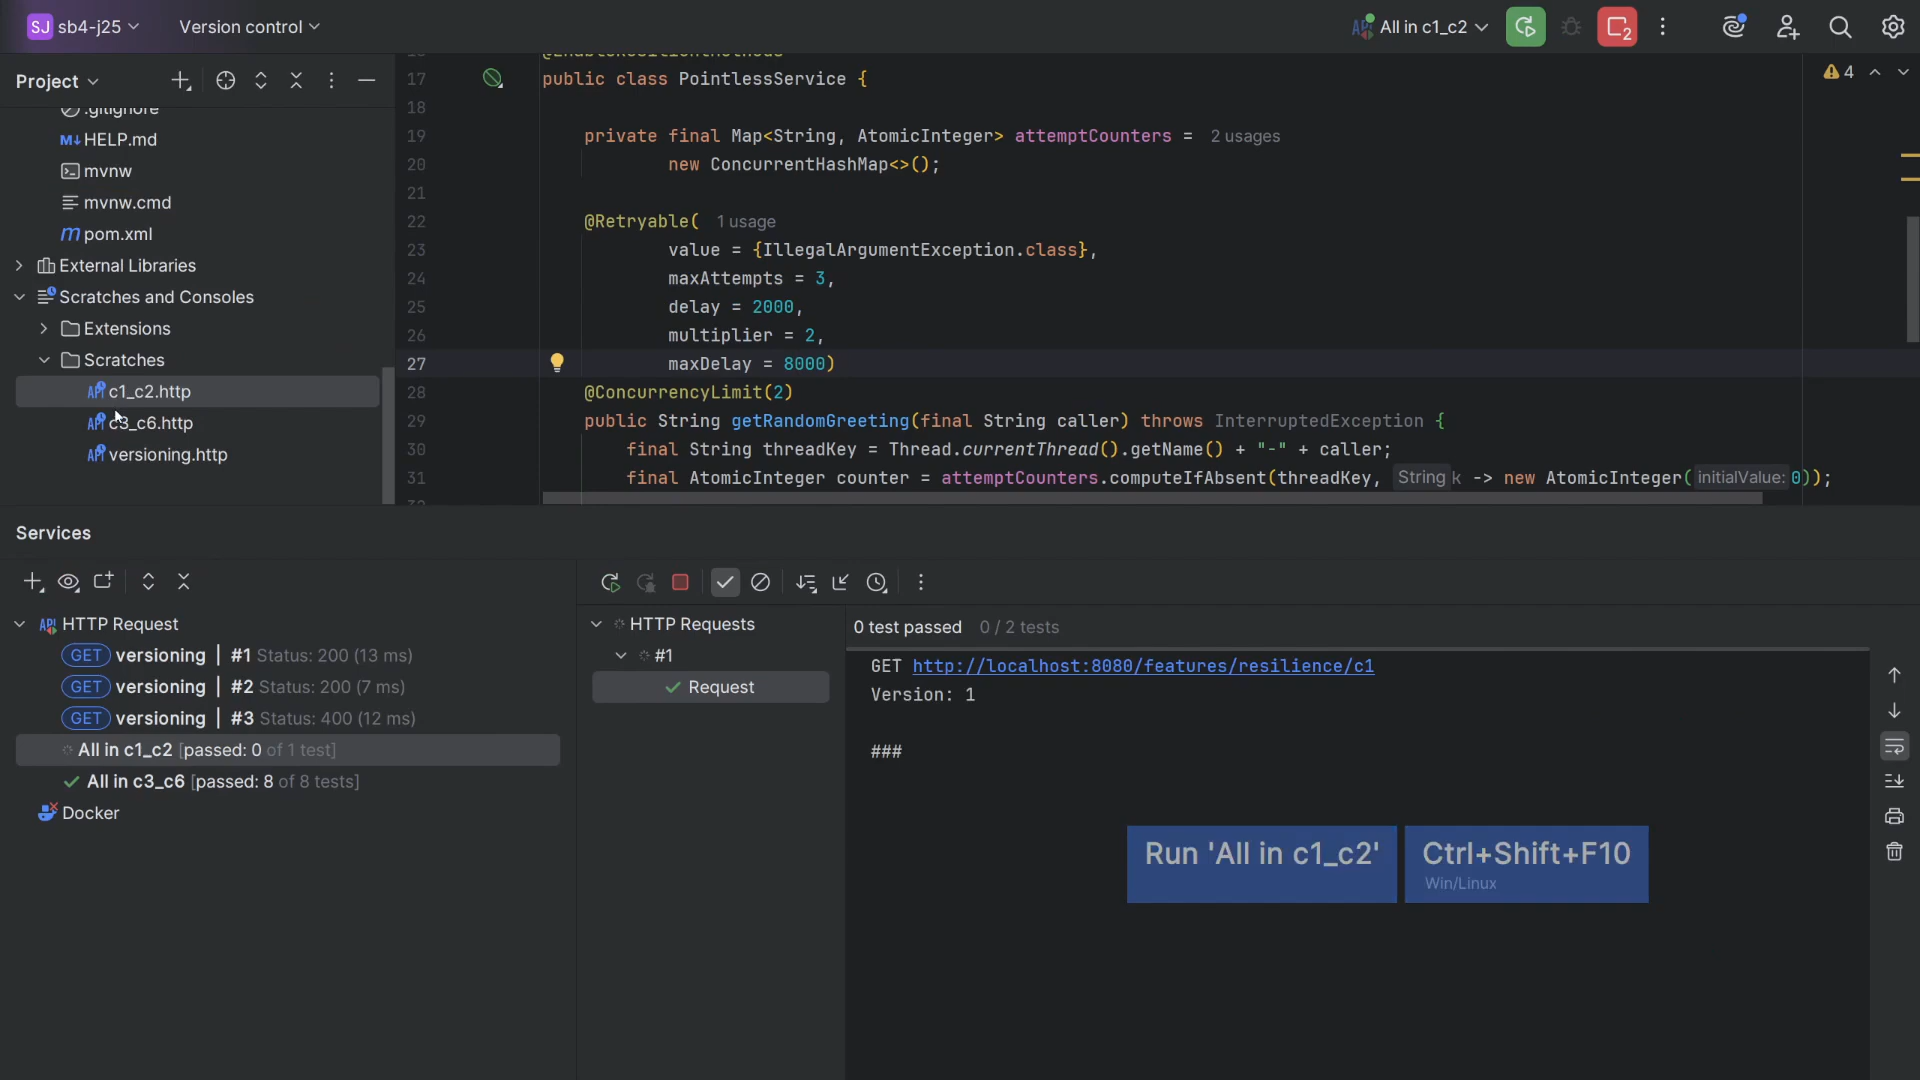 SJ sb4-j25
Version control
All in c1_c2
2
Project
.gitignore
M↓ HELP.md
mvnw
mvnw.cmd
m pom.xml
External Libraries
Scratches and Consoles
Extensions
Scratches
API c1_c2.http
API c3_c6.http
API versioning.http
@EnableResilientMethods
17 public class PointlessService {
18
19 private final Map<String, AtomicInteger> attemptCounters = 2 usages
20 new ConcurrentHashMap<>();
21
22 @Retryable( 1 usage
23 value = {IllegalArgumentException.class},
24 maxAttempts = 3,
25 delay = 2000,
26 multiplier = 2,
27 maxDelay = 8000)
28 @ConcurrencyLimit(2)
29 public String getRandomGreeting(final String caller) throws InterruptedException {
30 final String threadKey = Thread.currentThread().getName() + "-" + caller;
31 final AtomicInteger counter = attemptCounters.computeIfAbsent(threadKey, String k -> new AtomicInteger( initialValue: 0));
4
Services
API HTTP Request
GET versioning | #1 Status: 200 (13 ms)
GET versioning | #2 Status: 200 (7 ms)
GET versioning | #3 Status: 400 (12 ms)
All in c1_c2 [passed: 0 of 1 test]
All in c3_c6 [passed: 8 of 8 tests]
Docker
HTTP Requests
#1
Request
0 test passed 0 / 2 tests
GET http://localhost:8080/features/resilience/c1
Version: 1
###
Run 'All in c1_c2'
Ctrl+Shift+F10
Win/Linux